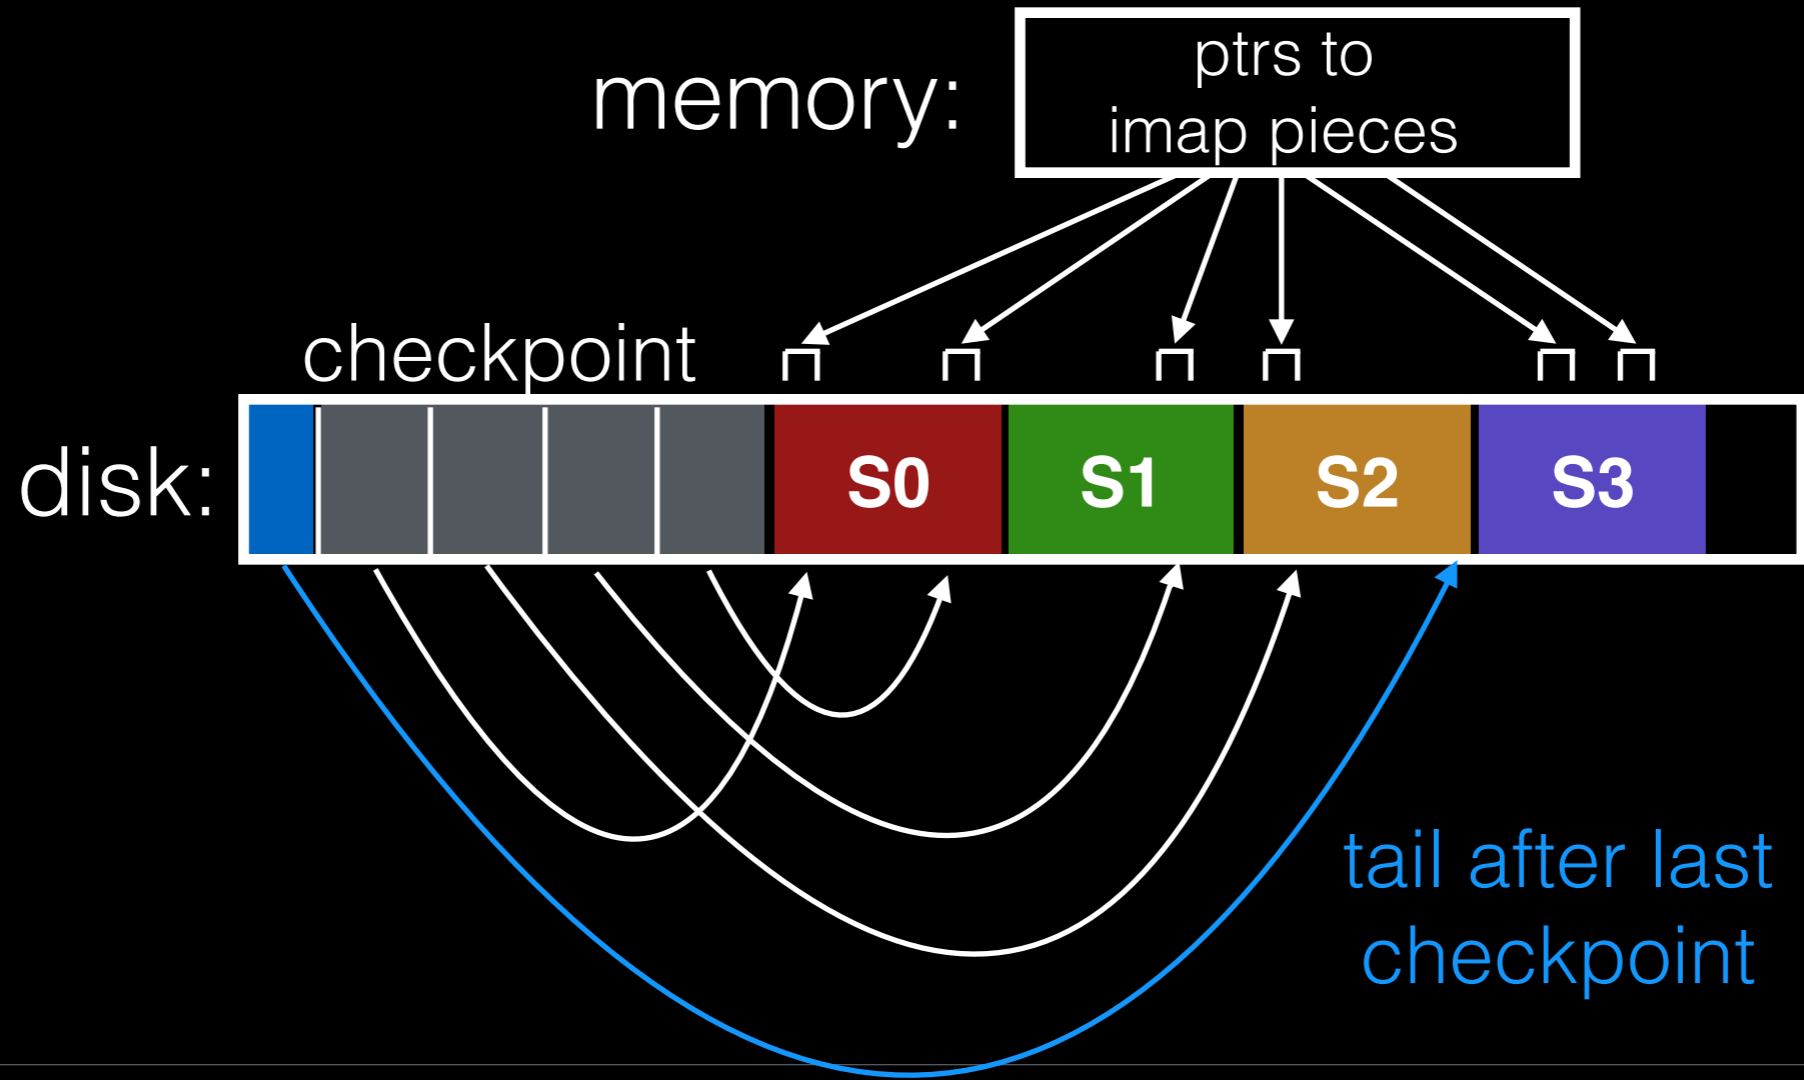 memory:
ptrs to
imap pieces
checkpoint
disk:
S0
S1
S2
S3
tail after last
checkpoint